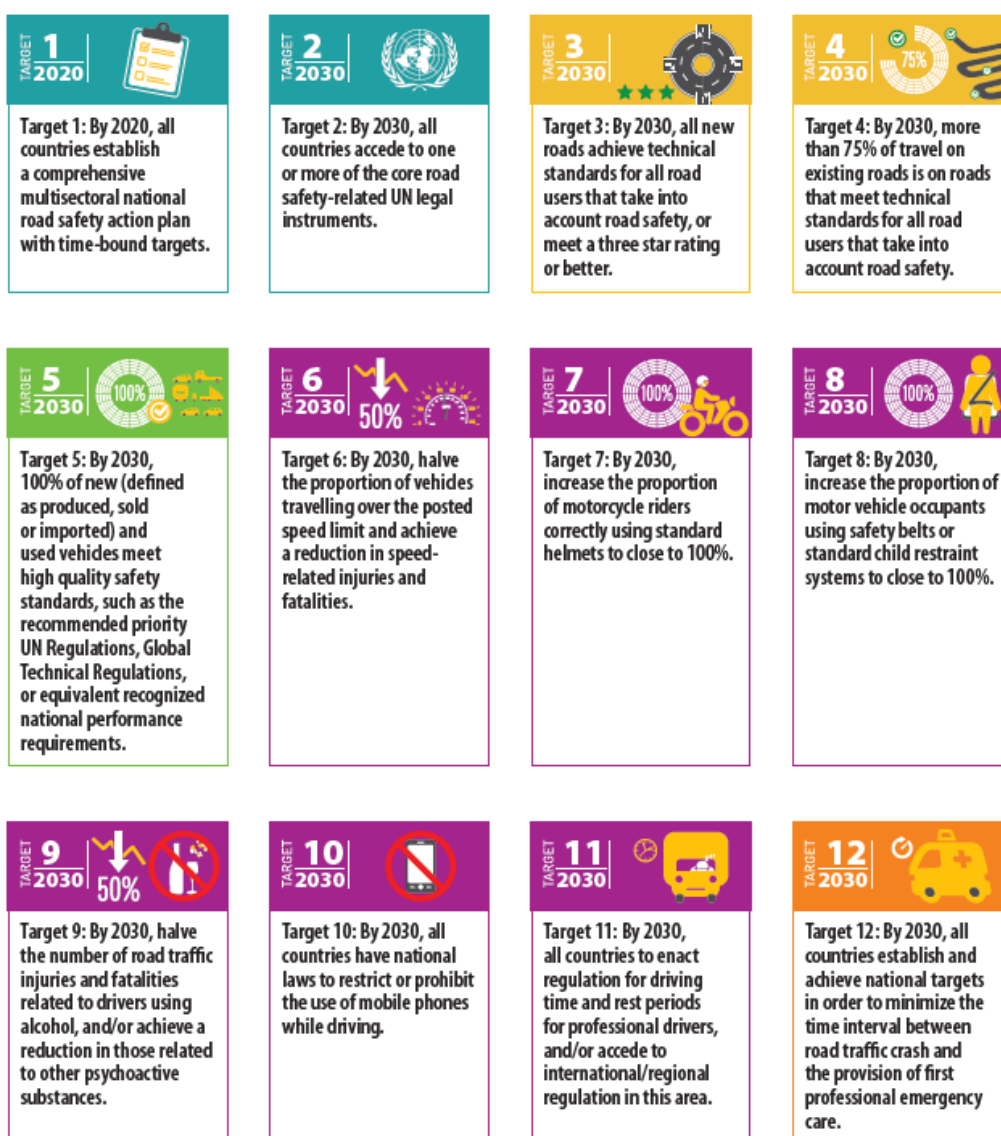 TARGET 1
2020
Target 1: By 2020, all
countries establish
a comprehensive
multisectoral national
road safety action plan
with time-bound targets.
TARGET 2
2030
Target 2: By 2030, all
countries accede to one
or more of the core road
safety-related UN legal
instruments.
TARGET 3
2030
Target 3: By 2030, all new
roads achieve technical
standards for all road
users that take into
account road safety, or
meet a three star rating
or better.
TARGET 4
2030
75%
Target 4: By 2030, more
than 75% of travel on
existing roads is on roads
that meet technical
standards for all road
users that take into
account road safety.
TARGET 5
2030
100%
Target 5: By 2030,
100% of new (defined
as produced, sold
or imported) and
used vehicles meet
high quality safety
standards, such as the
recommended priority
UN Regulations, Global
Technical Regulations,
or equivalent recognized
national performance
requirements.
TARGET 6
2030
50%
Target 6: By 2030, halve
the proportion of vehicles
travelling over the posted
speed limit and achieve
a reduction in speed-
related injuries and
fatalities.
TARGET 7
2030
100%
Target 7: By 2030,
increase the proportion
of motorcycle riders
correctly using standard
helmets to close to 100%.
TARGET 8
2030
100%
Target 8: By 2030,
increase the proportion of
motor vehicle occupants
using safety belts or
standard child restraint
systems to close to 100%.
TARGET 9
2030
50%
Target 9: By 2030, halve
the number of road traffic
injuries and fatalities
related to drivers using
alcohol, and/or achieve a
reduction in those related
to other psychoactive
substances.
TARGET 10
2030
Target 10: By 2030, all
countries have national
laws to restrict or prohibit
the use of mobile phones
while driving.
TARGET 11
2030
Target 11: By 2030,
all countries to enact
regulation for driving
time and rest periods
for professional drivers,
and/or accede to
international/regional
regulation in this area.
TARGET 12
2030
Target 12: By 2030, all
countries establish and
achieve national targets
in order to minimize the
time interval between
road traffic crash and
the provision of first
professional emergency
care.